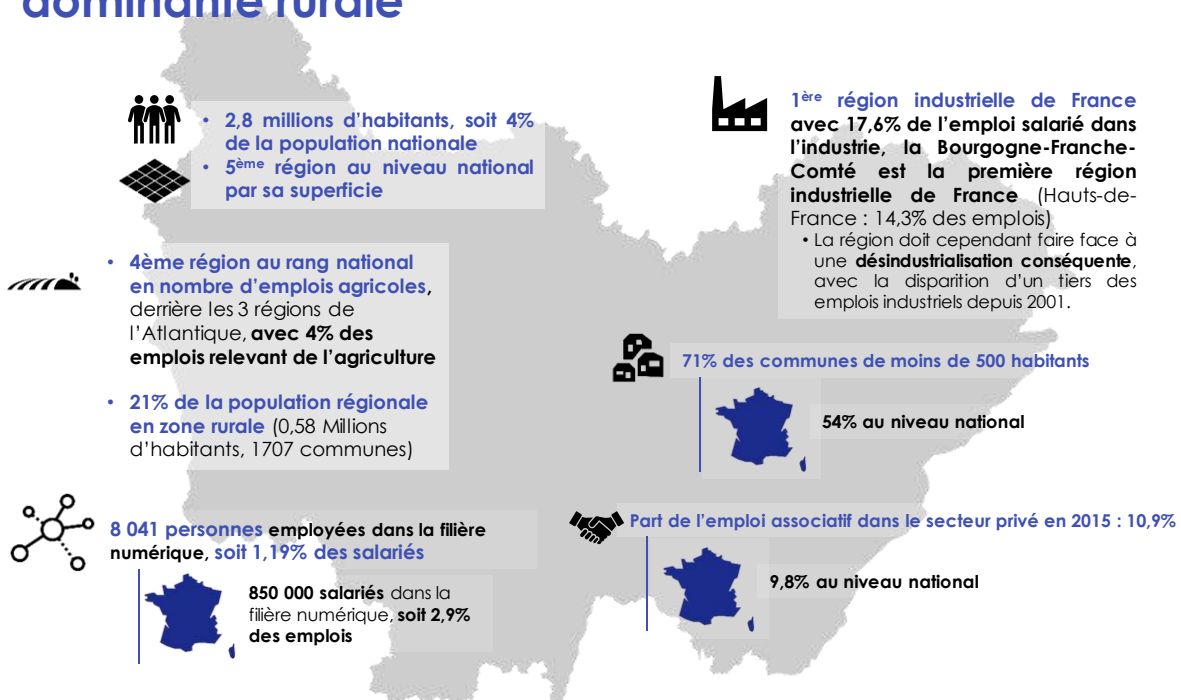 dominante rurale
• 2,8 millions d’habitants, soit 4%
de la population nationale
• 5ème région au niveau national
par sa superficie
1ère région industrielle de France
avec 17,6% de l’emploi salarié dans
l’industrie, la Bourgogne-Franche-
Comté est la première région
industrielle de France (Hauts-de-
France : 14,3% des emplois)
• La région doit cependant faire face à
une désindustrialisation conséquente,
avec la disparition d’un tiers des
emplois industriels depuis 2001.
• 4ème région au rang national
en nombre d’emplois agricoles,
derrière les 3 régions de
l’Atlantique, avec 4% des
emplois relevant de l’agriculture
• 21% de la population régionale
en zone rurale (0,58 Millions
d’habitants, 1707 communes)
71% des communes de moins de 500 habitants
54% au niveau national
8 041 personnes employées dans la filière
numérique, soit 1,19% des salariés
850 000 salariés dans la
filière numérique, soit 2,9%
des emplois
Part de l’emploi associatif dans le secteur privé en 2015 : 10,9%
9,8% au niveau national